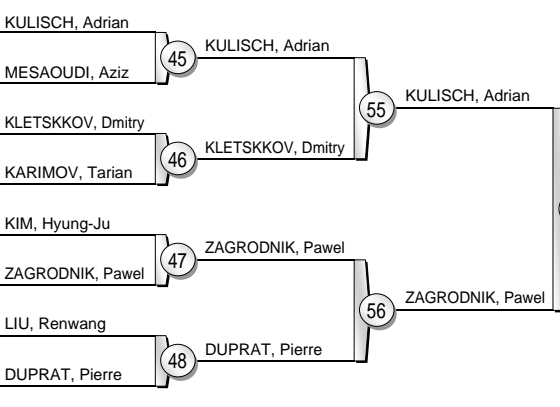 KULISCH, Adrian
MESAOUDI, Aziz
45
KULISCH, Adrian
KLETSKKOV, Dmitry
KARIMOV, Tarian
46
KLETSKKOV, Dmitry
55
KULISCH, Adrian
KIM, Hyung-Ju
ZAGRODNIK, Pawel
47
ZAGRODNIK, Pawel
LIU, Renwang
DUPRAT, Pierre
48
DUPRAT, Pierre
56
ZAGRODNIK, Pawel